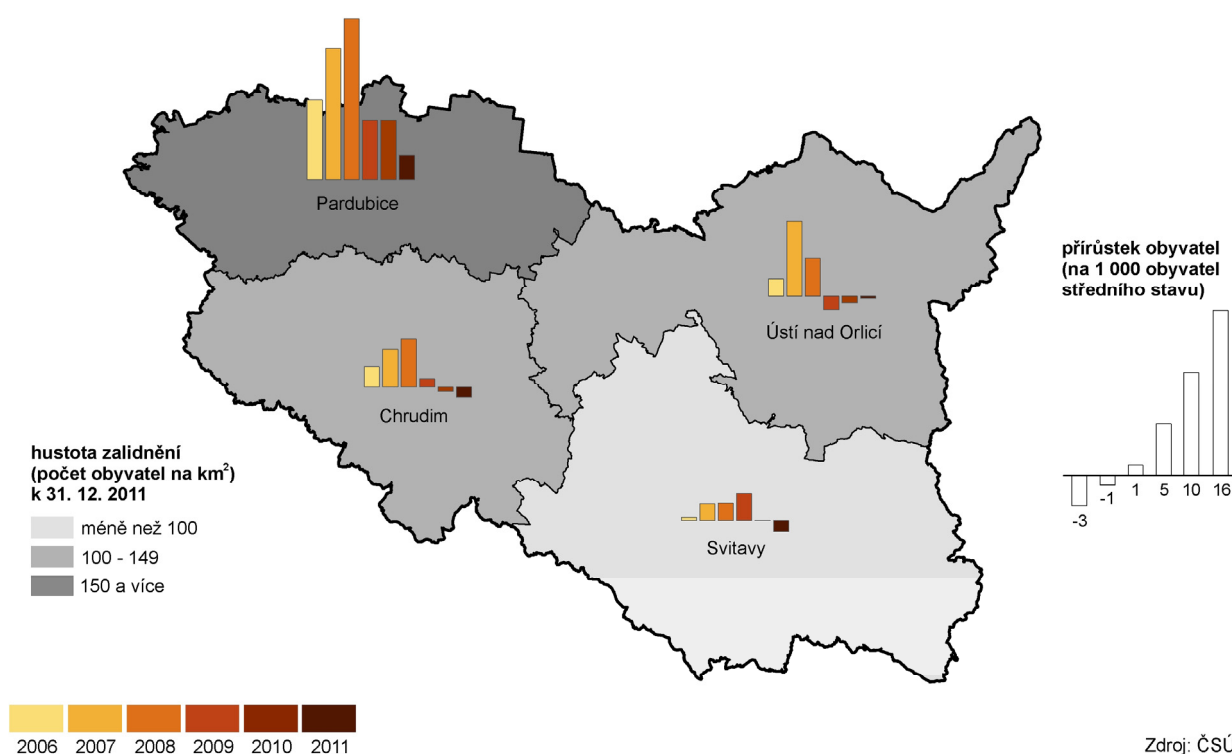 Pardubice
Ústí nad Orlicí
Chrudim
Svitavy
přírůstek obyvatel
(na 1 000 obyvatel
středního stavu)
-3
-1
1
5
10
16
hustota zalidnění
(počet obyvatel na km²)
k 31. 12. 2011
méně než 100
100 - 149
150 a více
2006
2007
2008
2009
2010
2011
Zdroj: ČSÚ